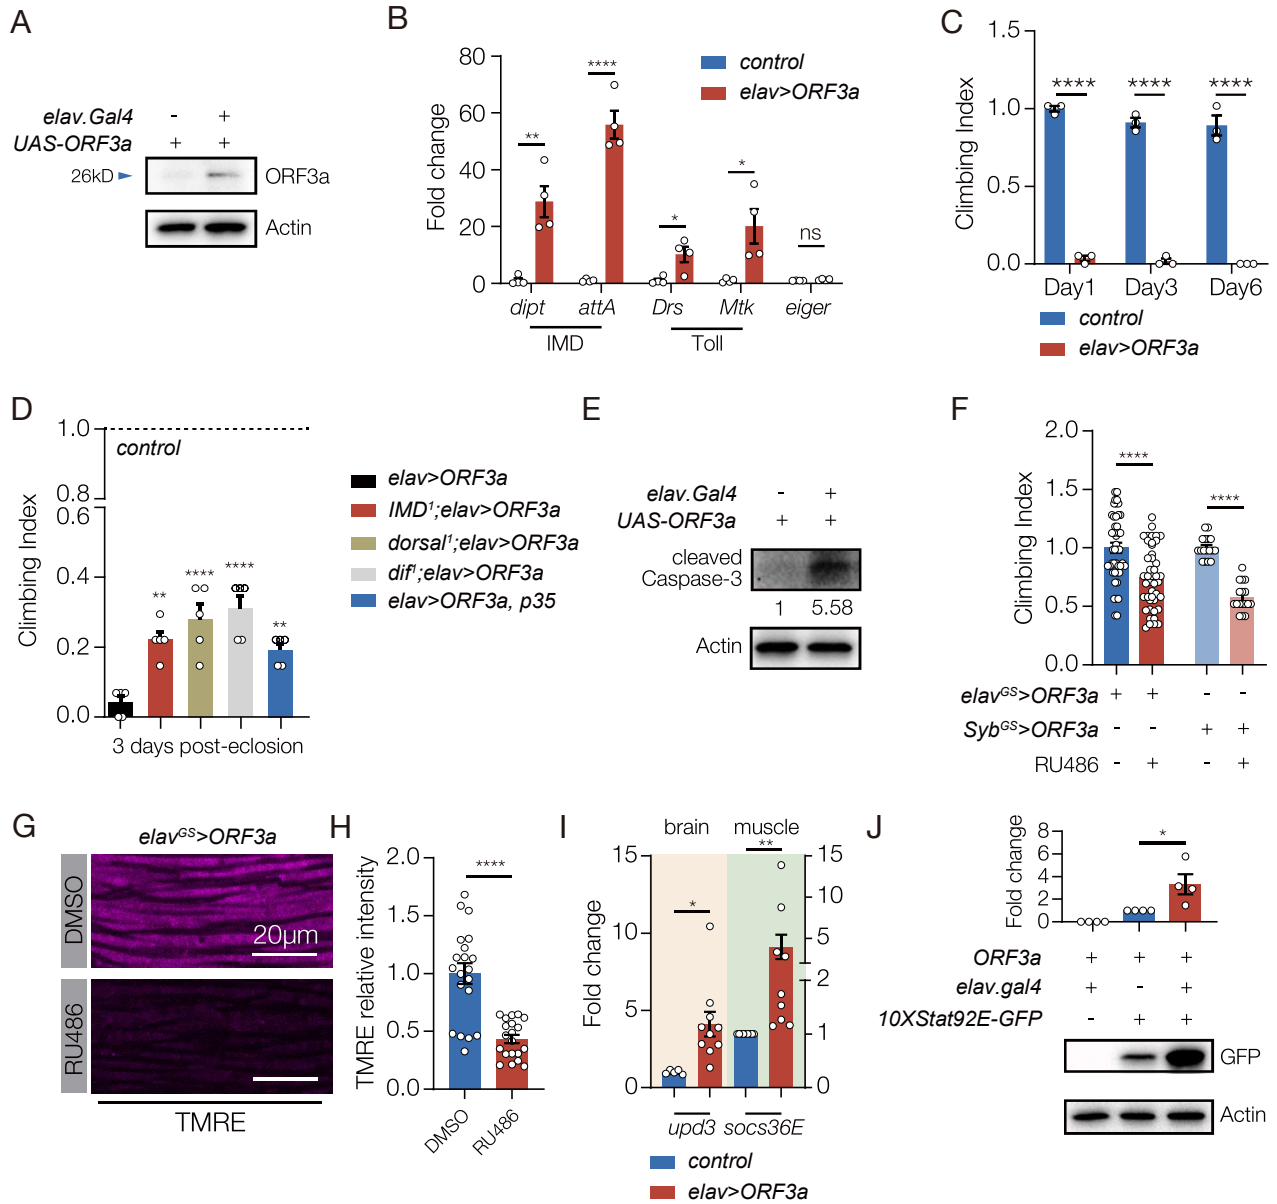 A
elav.Gal4 - +
UAS-ORF3a + +
26kD
ORF3a
Actin
B
Fold change
80
60
40
20
0
** **** * * ns
control
elav>ORF3a
dipt attA Drs Mtk eiger
IMD Toll
C
Climbing Index
1.5
1.0
0.5
0.0
**** **** ****
Day1 Day3 Day6
control
elav>ORF3a
D
Climbing Index
1.0
0.8
0.6
0.4
0.2
0.0
control
** **** **** **
3 days post-eclosion
elav>ORF3a
IMD¹;elav>ORF3a
dorsal¹;elav>ORF3a
dif¹;elav>ORF3a
elav>ORF3a, p35
E
elav.Gal4 - +
UAS-ORF3a + +
cleaved
Caspase-3
1 5.58
Actin
F
Climbing Index
2.0
1.5
1.0
0.5
0.0
**** ****
elavᴳˢ>ORF3a + + - -
Sybᴳˢ>ORF3a - - + +
RU486 - + - +
G
elavᴳˢ>ORF3a
DMSO
20μm
RU486
TMRE
H
TMRE relative intensity
2.0
1.5
1.0
0.5
0.0
****
DMSO RU486
I
brain muscle
Fold change
15
10
5
0
* **
15
10
5
2
1
0
upd3 socs36E
control
elav>ORF3a
J
Fold change
8
6
4
2
0
*
ORF3a + + +
elav.gal4 + - +
10XStat92E-GFP - + +
GFP
Actin